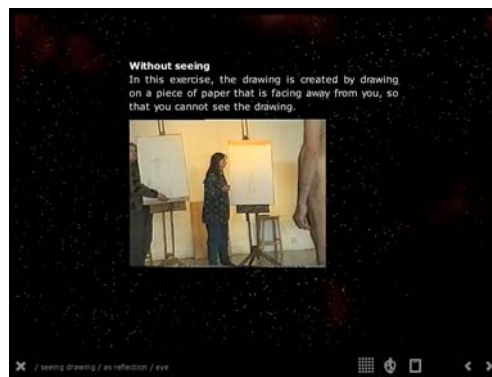 Without seeing
In this exercise, the drawing is created by drawing
on a piece of paper that is facing away from you, so
that you cannot see the drawing.
/ seeing drawing / as reflection / eye